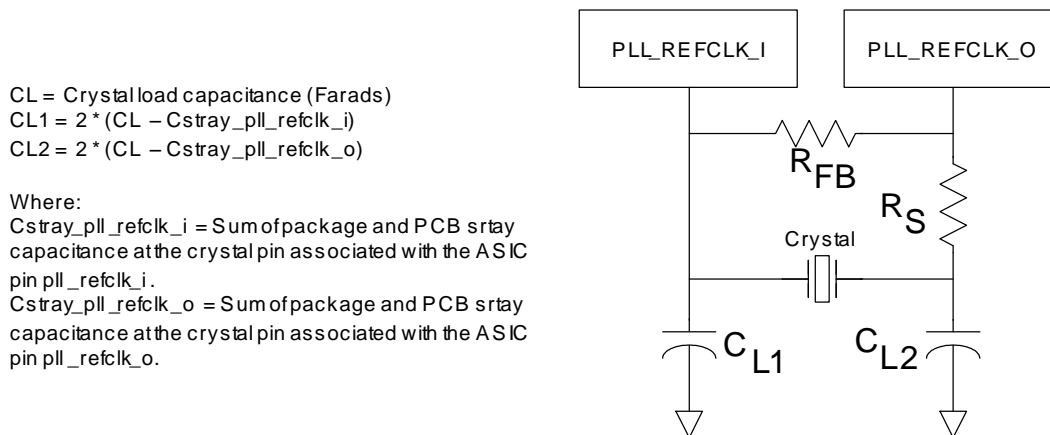 CL = Crystal load capacitance (Farads)
CL1 = 2 * (CL – Cstray_pll_refclk_i)
CL2 = 2 * (CL – Cstray_pll_refclk_o)
Where:
Cstray_pll_refclk_i = Sum of package and PCB srtay
capacitance at the crystal pin associated with the ASIC
pin pll_refclk_i.
Cstray_pll_refclk_o = Sum of package and PCB srtay
capacitance at the crystal pin associated with the ASIC
pin pll_refclk_o.
PLL_REFCLK_I
PLL_REFCLK_O
RFB
RS
Crystal
CL1
CL2